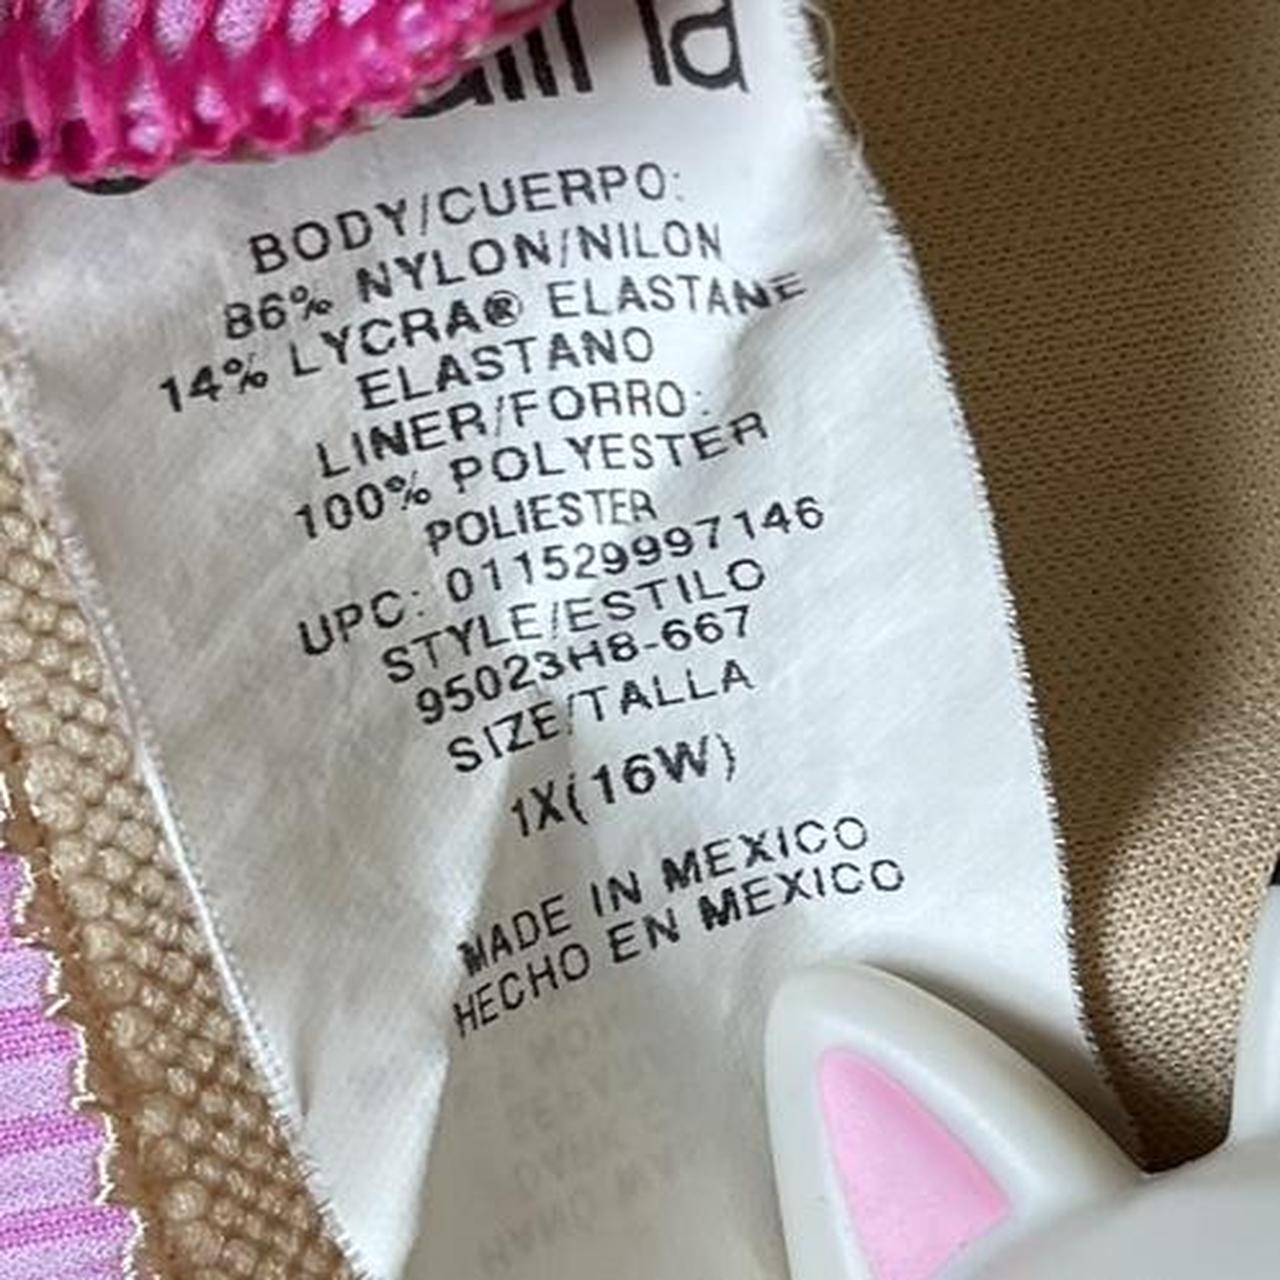 BODY/CUERPO:
86% NYLON/NILON
14% LYCRA® ELASTANE
ELASTANO
LINER/FORRO:
100% POLYESTER
POLIESTER
UPC: 011529997146
STYLE/ESTILO
95023H8-667
SIZE/TALLA
1X(16W)
MADE IN MEXICO
HECHO EN MEXICO